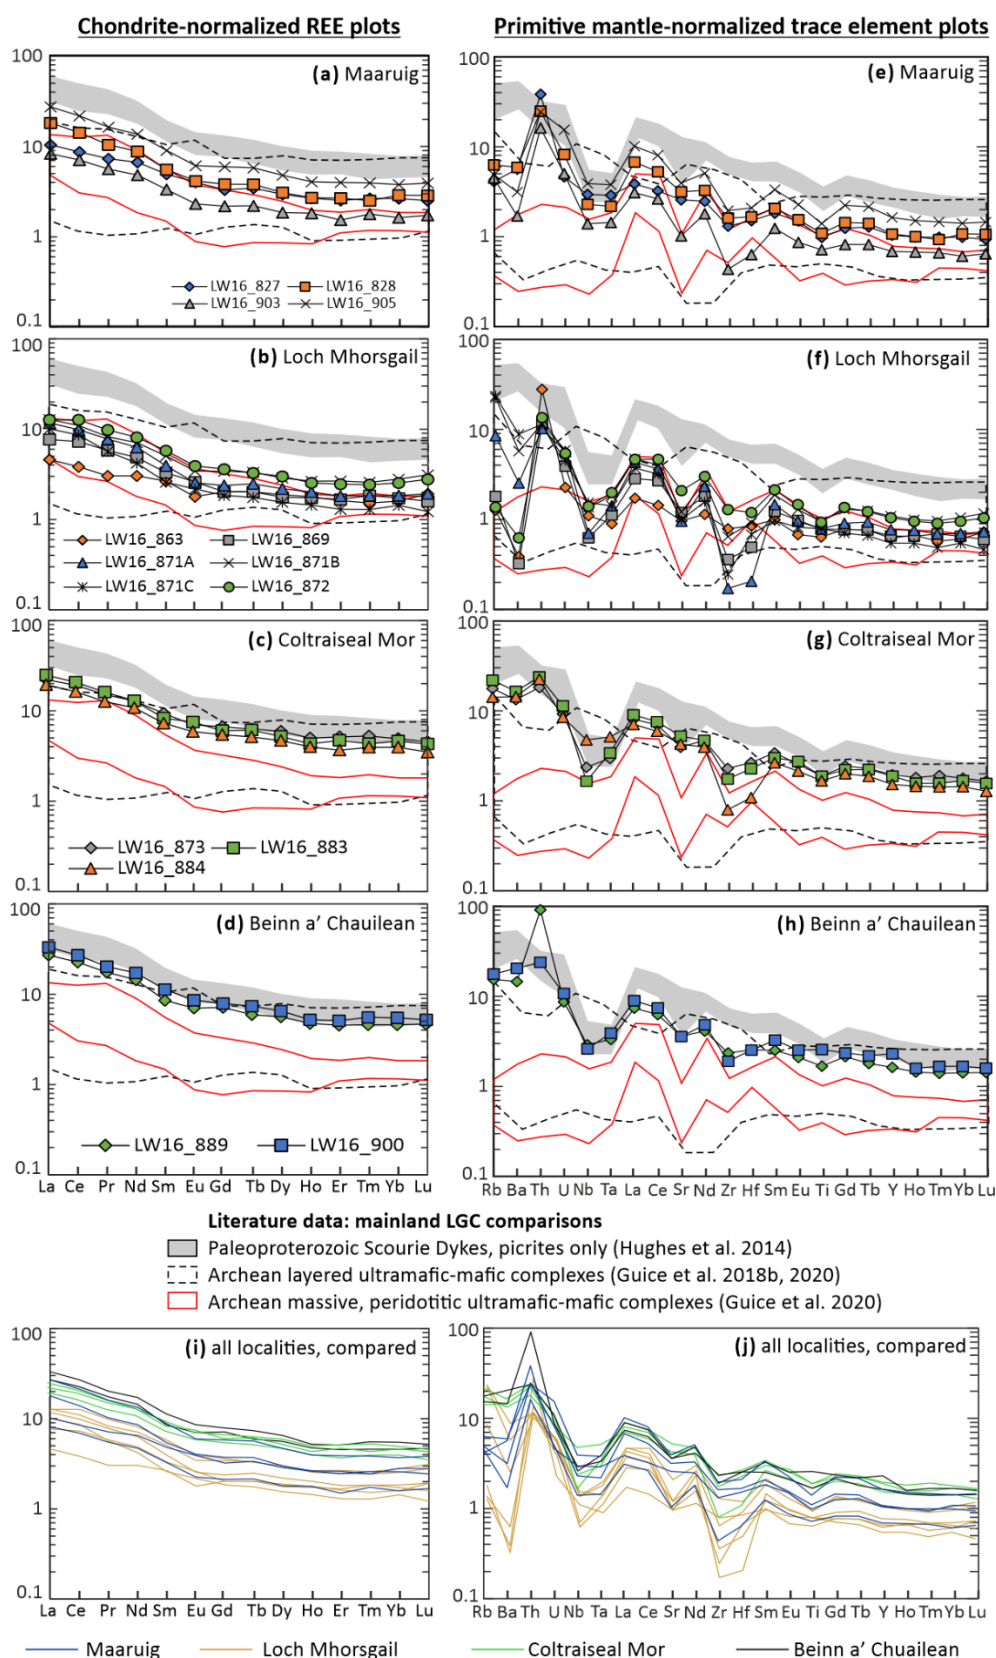 Chondrite-normalized REE plots
Primitive mantle-normalized trace element plots
100
10
1
0.1
(a) Maaruig
LW16_827
LW16_828
LW16_903
LW16_905
100
10
1
0.1
(e) Maaruig
100
10
1
0.1
(b) Loch Mhorsgail
LW16_863
LW16_869
LW16_871A
LW16_871B
LW16_871C
LW16_872
100
10
1
0.1
(f) Loch Mhorsgail
100
10
1
0.1
(c) Coltraiseal Mor
LW16_873
LW16_883
LW16_884
100
10
1
0.1
(g) Coltraiseal Mor
100
10
1
0.1
(d) Beinn a’ Chauilean
LW16_889
LW16_900
La Ce Pr Nd Sm Eu Gd Tb Dy Ho Er Tm Yb Lu
100
10
1
0.1
(h) Beinn a’ Chauilean
Rb Ba Th U Nb Ta La Ce Sr Nd Zr Hf Sm Eu Ti Gd Tb Y Ho Tm Yb Lu
Literature data: mainland LGC comparisons
Paleoproterozoic Scourie Dykes, picrites only (Hughes et al. 2014)
Archean layered ultramafic-mafic complexes (Guice et al. 2018b, 2020)
Archean massive, peridotitic ultramafic-mafic complexes (Guice et al. 2020)
100
10
1
0.1
(i) all localities, compared
La Ce Pr Nd Sm Eu Gd Tb Dy Ho Er Tm Yb Lu
100
10
1
0.1
(j) all localities, compared
Rb Ba Th U Nb Ta La Ce Sr Nd Zr Hf Sm Eu Ti Gd Tb Y Ho Tm Yb Lu
Maaruig
Loch Mhorsgail
Coltraiseal Mor
Beinn a’ Chuailean